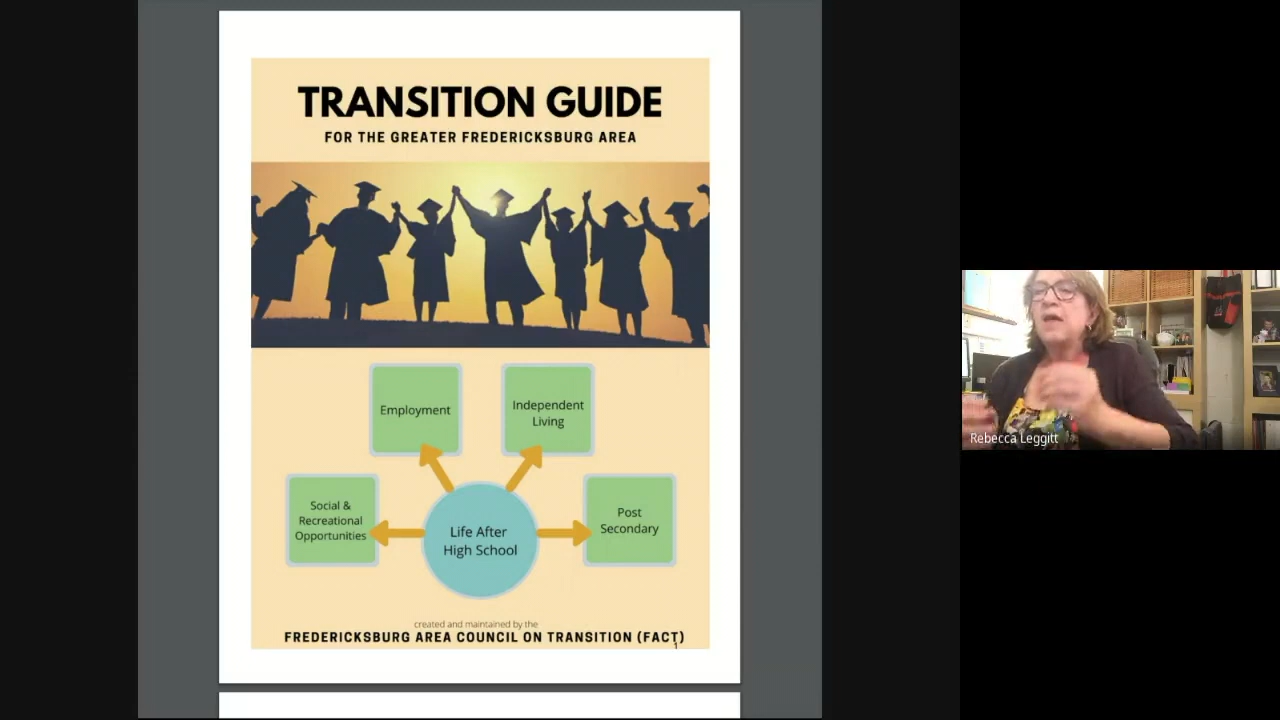 TRANSITION GUIDE
FOR THE GREATER FREDERICKSBURG AREA
Employment
Independent
Living
Social &
Recreational
Opportunities
Life After
High School
Post
Secondary
created and maintained by the
FREDERICKSBURG AREA COUNCIL ON TRANSITION (FACT)
1
Rebecca Leggitt